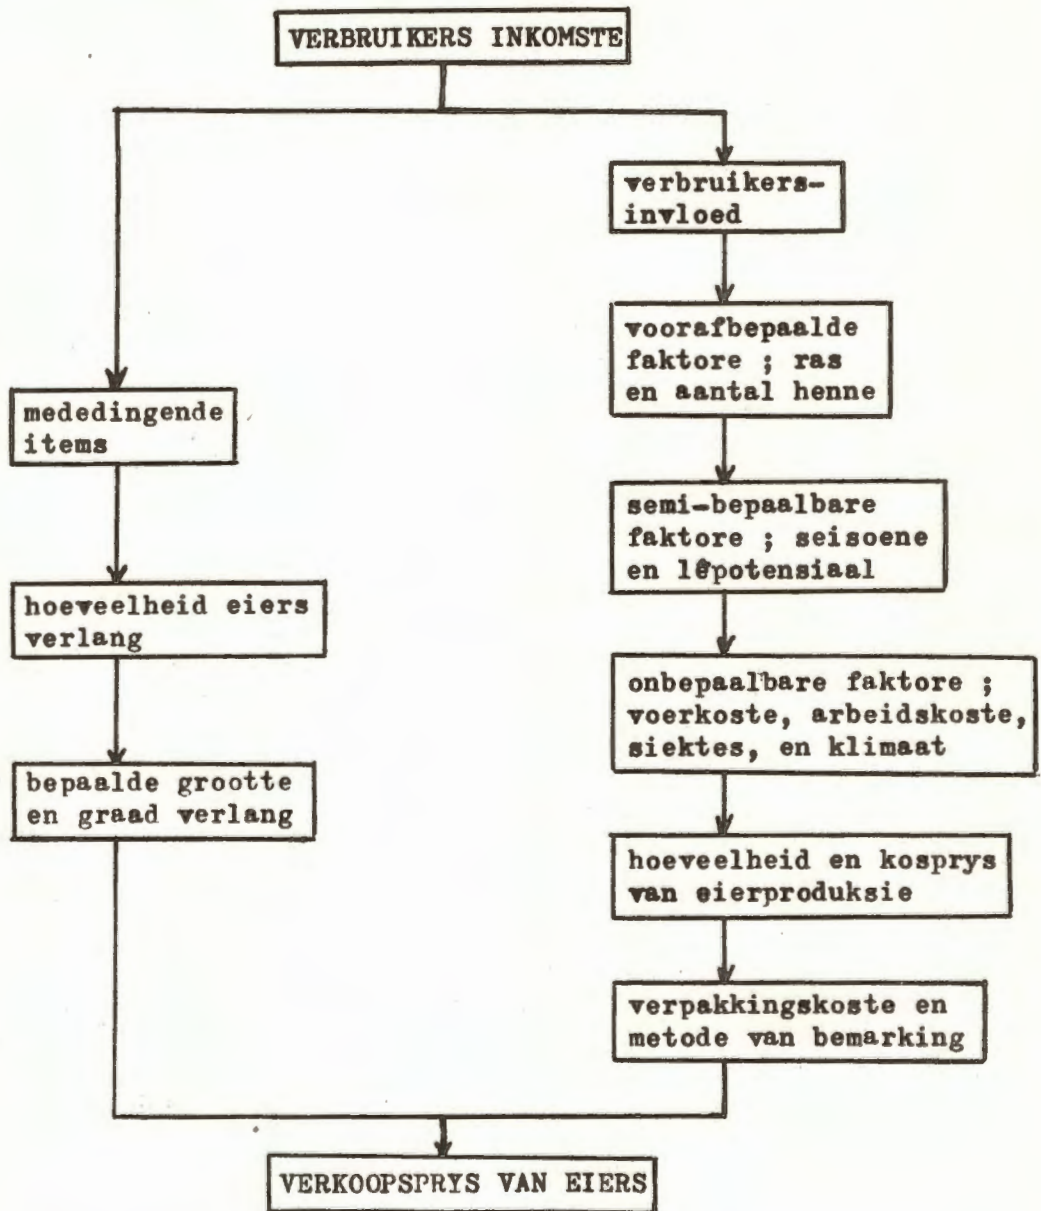 VERBRUIKERS INKOMSTE
mededingende
items
hoeveelheid eiers
verlang
bepaalde grootte
en graad verlang
verbruikers-
invloed
voorafbepaalde
faktore ; ras
en aantal henne
semi-bepaalbare
faktore ; seisoene
en lêpotensiaal
onbepaalbare faktore ;
voerkoste, arbeidskoste,
siektes, en klimaat
hoeveelheid en kosprys
van eierproduksie
verpakkingskoste en
metode van bemarking
VERKOOPSPRYS VAN EIERS